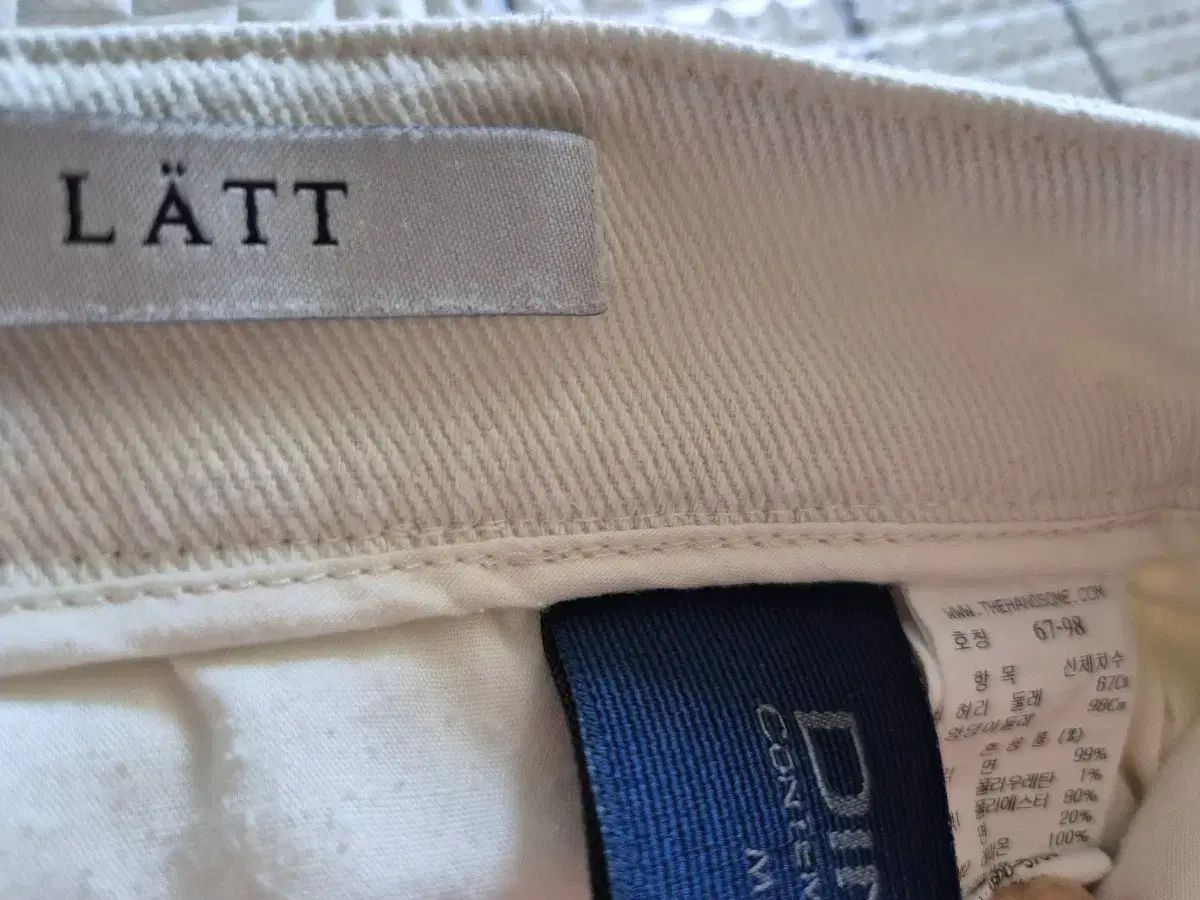 LÄTT
WWW.THEHANDSOME.COM
호칭 67-98
항목 신체치수
허리 둘레 67Cm
엉덩이둘레 98Cm
혼용률 (%)
면 99%
폴리우레탄 1%
폴리에스터 80%
면 20%
100%